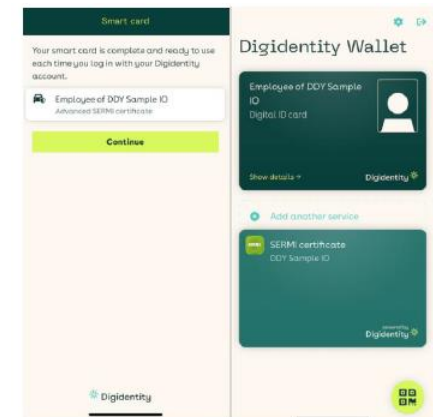 Smart card
Your smart card is complete and ready to use
each time you log in with your Digidentity
account.
Employee of DDY Sample IO
Advanced SERMI certificate
Continue
Digidentity
Digidentity Wallet
Employee of DDY Sample
IO
Digital ID card
Show details →
Digidentity
Add another service
SERMI certificate
DDY Sample IO
powered by
Digidentity